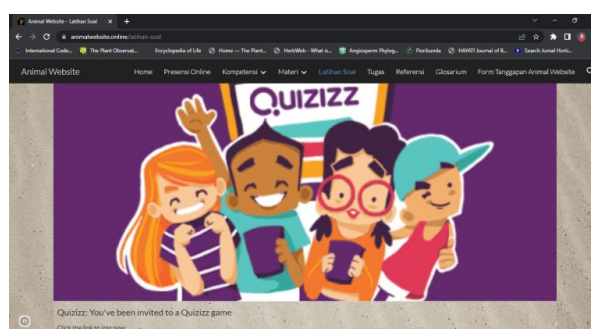 Animal Website - Latihan Soal
animalwebsite.online/latihan-soal
International Code... The Plant Observat... Encyclopedia of Life Home — The Plant... HerbWeb - What is... Angiosperm Phylog... Floribunda HAYATI Journal of B... Search Jurnal Horti...
Animal Website Home Presensi Online Kompetensi Materi Latihan Soal Tugas Referensi Glosarium Form Tanggapan Animal Website
QUIZIZZ
Quizizz: You've been invited to a Quizizz game
Click the link to join now